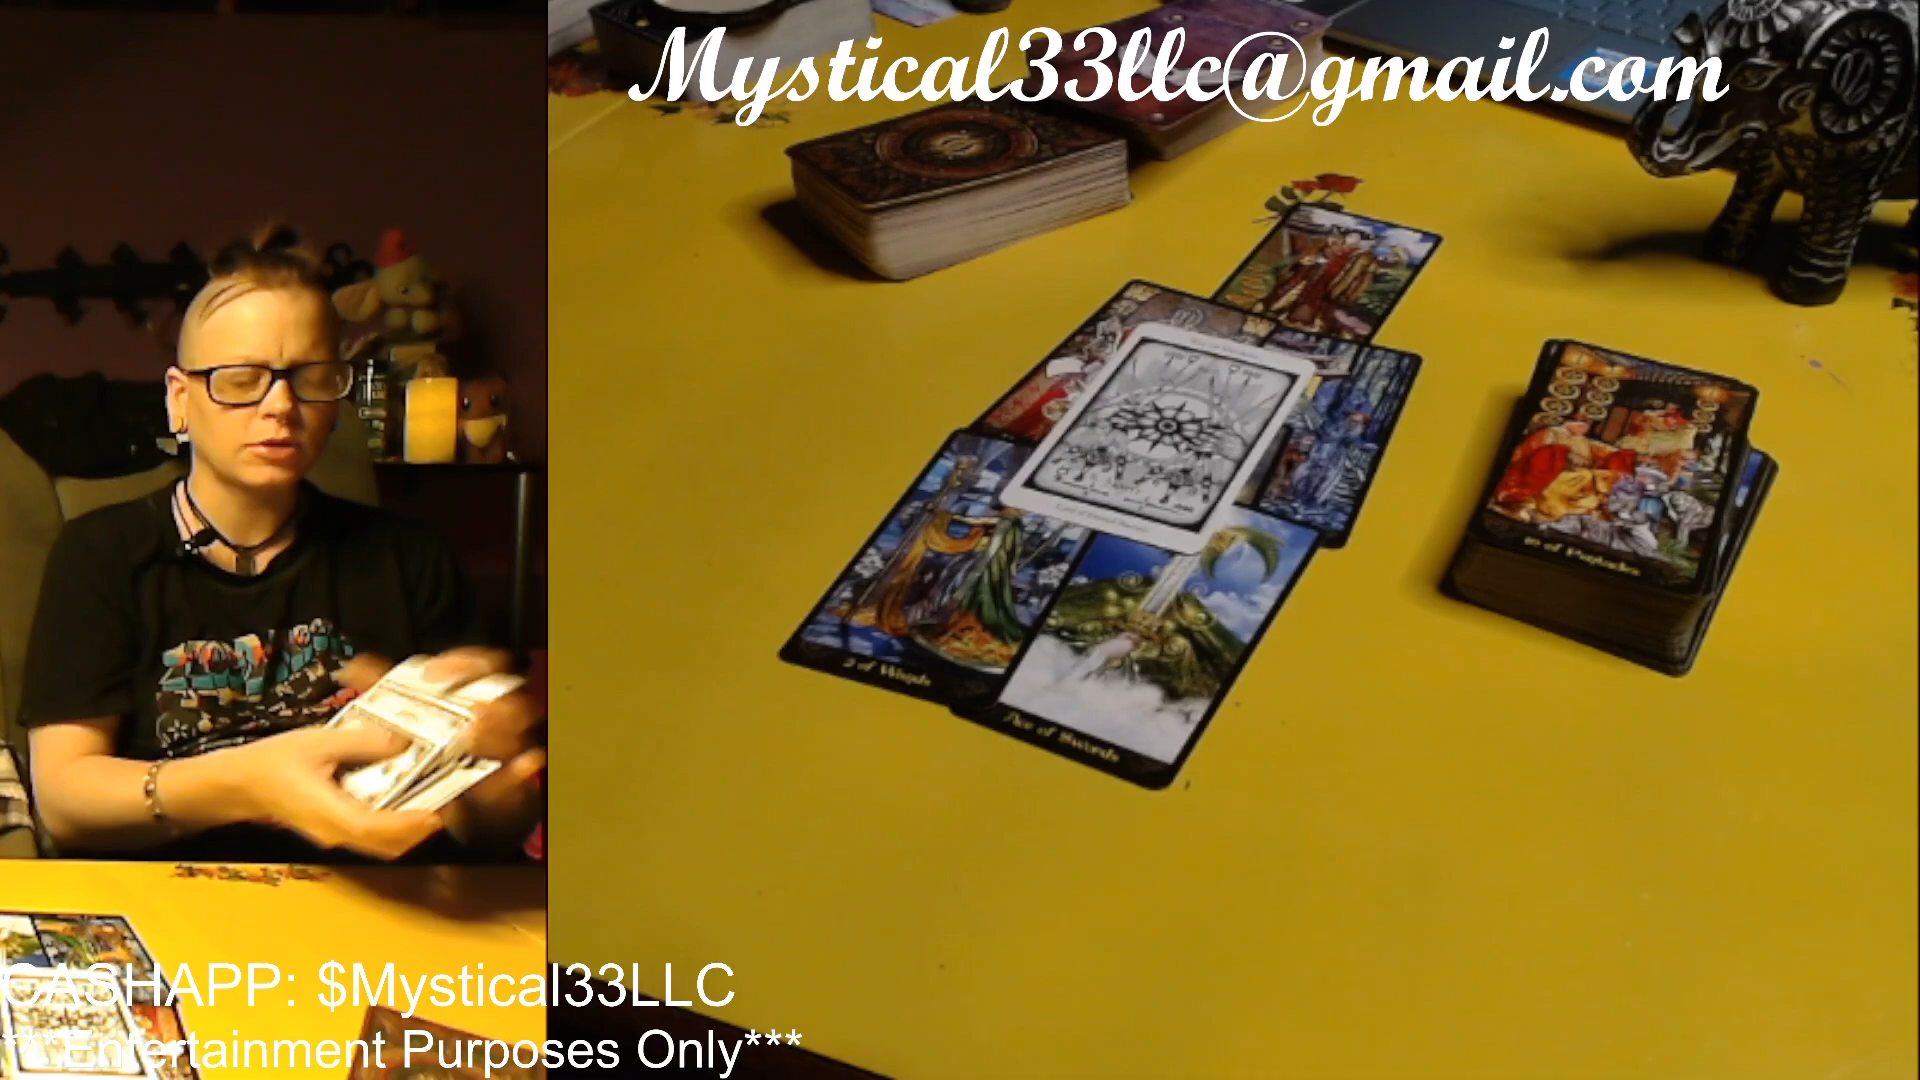 Mystical33llc@gmail.com
10 of Pentacles
2 of Wands
Ace of Swords
CASHAPP: $Mystical33LLC
***Entertainment Purposes Only***